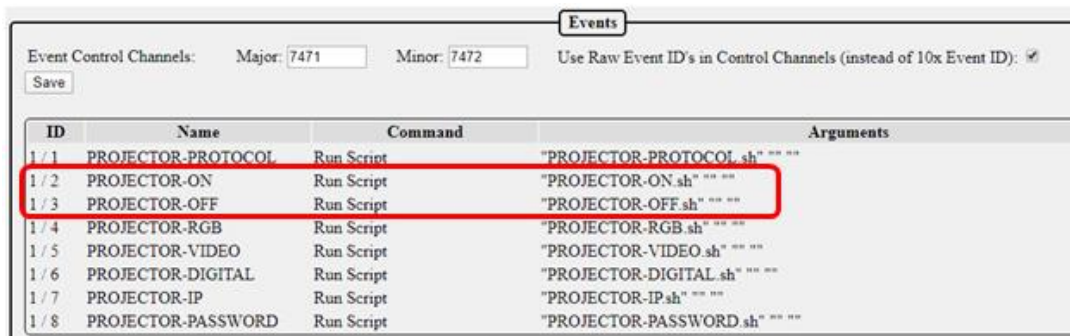 Events
Event Control Channels: Major: 7471 Minor: 7472 Use Raw Event ID's in Control Channels (instead of 10x Event ID):
Save
ID Name Command Arguments
1 / 1 PROJECTOR-PROTOCOL Run Script "PROJECTOR-PROTOCOL.sh" "" ""
1 / 2 PROJECTOR-ON Run Script "PROJECTOR-ON.sh" "" ""
1 / 3 PROJECTOR-OFF Run Script "PROJECTOR-OFF.sh" "" ""
1 / 4 PROJECTOR-RGB Run Script "PROJECTOR-RGB.sh" "" ""
1 / 5 PROJECTOR-VIDEO Run Script "PROJECTOR-VIDEO.sh" "" ""
1 / 6 PROJECTOR-DIGITAL Run Script "PROJECTOR-DIGITAL.sh" "" ""
1 / 7 PROJECTOR-IP Run Script "PROJECTOR-IP.sh" "" ""
1 / 8 PROJECTOR-PASSWORD Run Script "PROJECTOR-PASSWORD.sh" "" ""